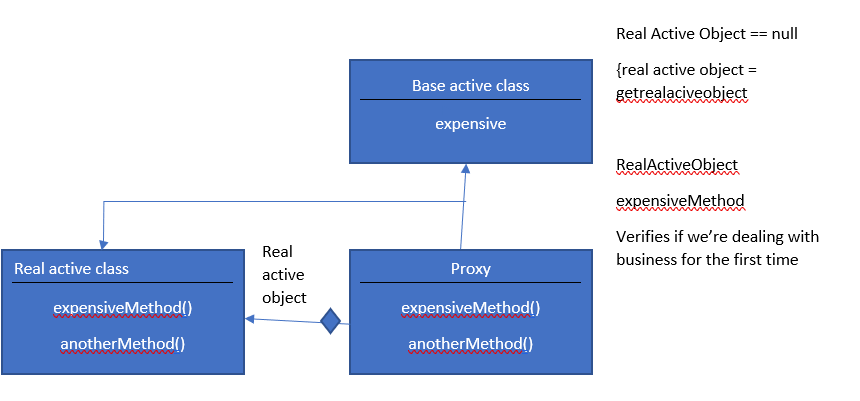 Real Active Object == null
{real active object =
getrealaciveobject
Base active class
expensive
RealActiveObject
expensiveMethod
Verifies if we’re dealing with
business for the first time
Real active class
expensiveMethod()
anotherMethod()
Real
active
object
Proxy
expensiveMethod()
anotherMethod()